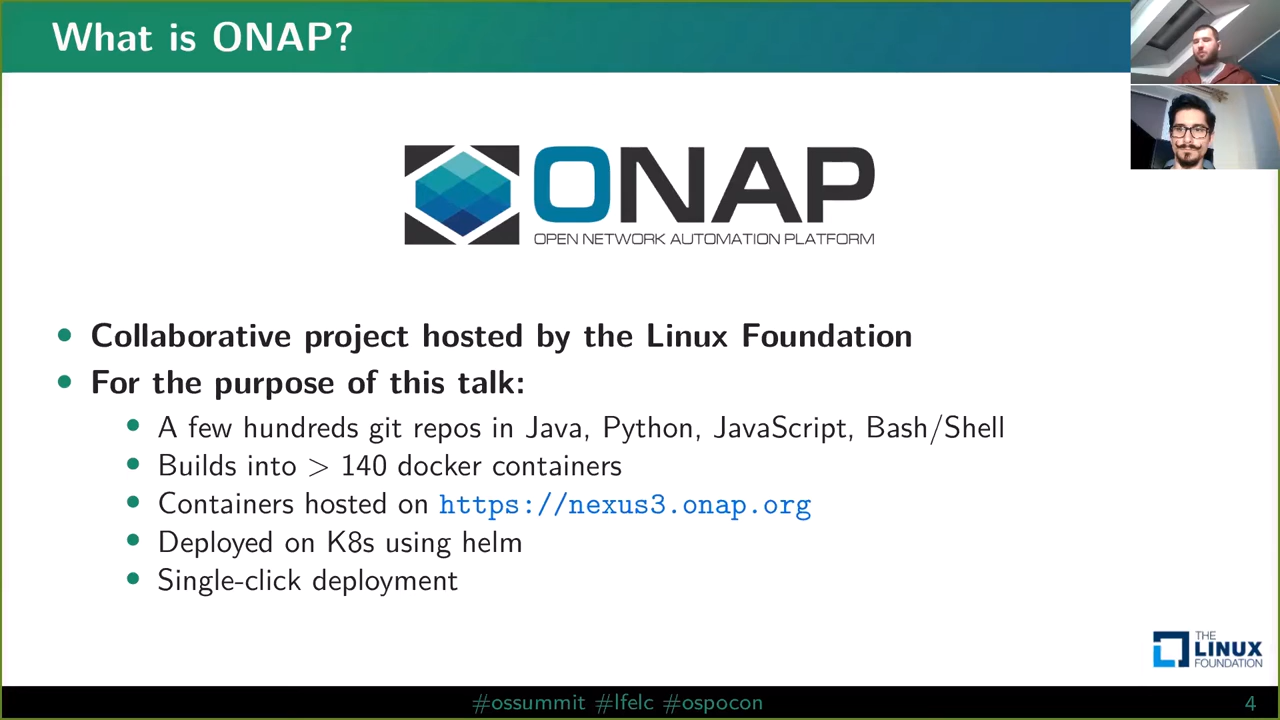 What is ONAP?
ONAP
OPEN NETWORK AUTOMATION PLATFORM
• Collaborative project hosted by the Linux Foundation
• For the purpose of this talk:
• A few hundreds git repos in Java, Python, JavaScript, Bash/Shell
• Builds into > 140 docker containers
• Containers hosted on https://nexus3.onap.org
• Deployed on K8s using helm
• Single-click deployment
THE
LINUX
FOUNDATION
#ossummit #lfelc #ospocon
4